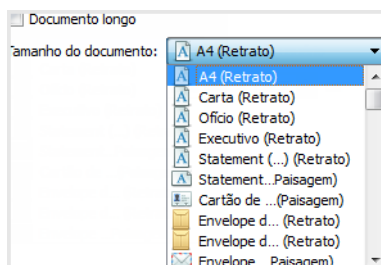 Documento longo
Tamanho do documento: A4 (Retrato)
A4 (Retrato)
Carta (Retrato)
Ofício (Retrato)
Executivo (Retrato)
Statement (...) (Retrato)
Statement...Paisagem)
Cartão de ...(Paisagem)
Envelope d... (Retrato)
Envelope d... (Retrato)
Envelope... Paisagem)